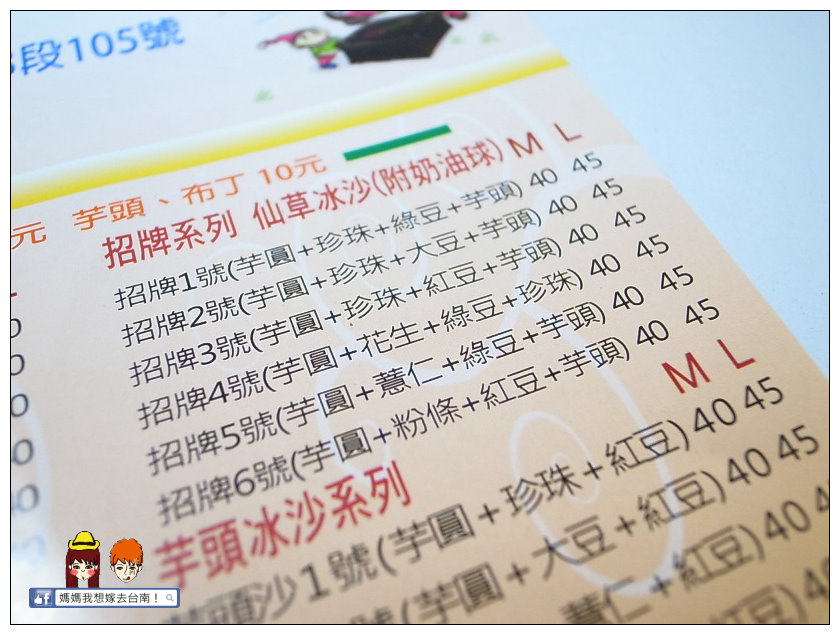 段105號
元 芋頭、布丁 10元
招牌系列 仙草冰沙(附奶油球) M L
招牌1號(芋圓+珍珠+綠豆+芋頭) 40 45
招牌2號(芋圓+珍珠+大豆+芋頭) 40 45
招牌3號(芋圓+珍珠+紅豆+芋頭) 40 45
招牌4號(芋圓+花生+綠豆+珍珠) 40 45
招牌5號(芋圓+薏仁+綠豆+芋頭) 40 45
招牌6號(芋圓+粉條+紅豆+芋頭) 40 45
芋頭冰沙系列 M L
芋頭沙1號(芋圓+珍珠+紅豆) 40 45
號(芋圓+大豆+紅豆) 40 45
薏仁+紅豆) 40
紅豆)
媽媽我想嫁去台南！